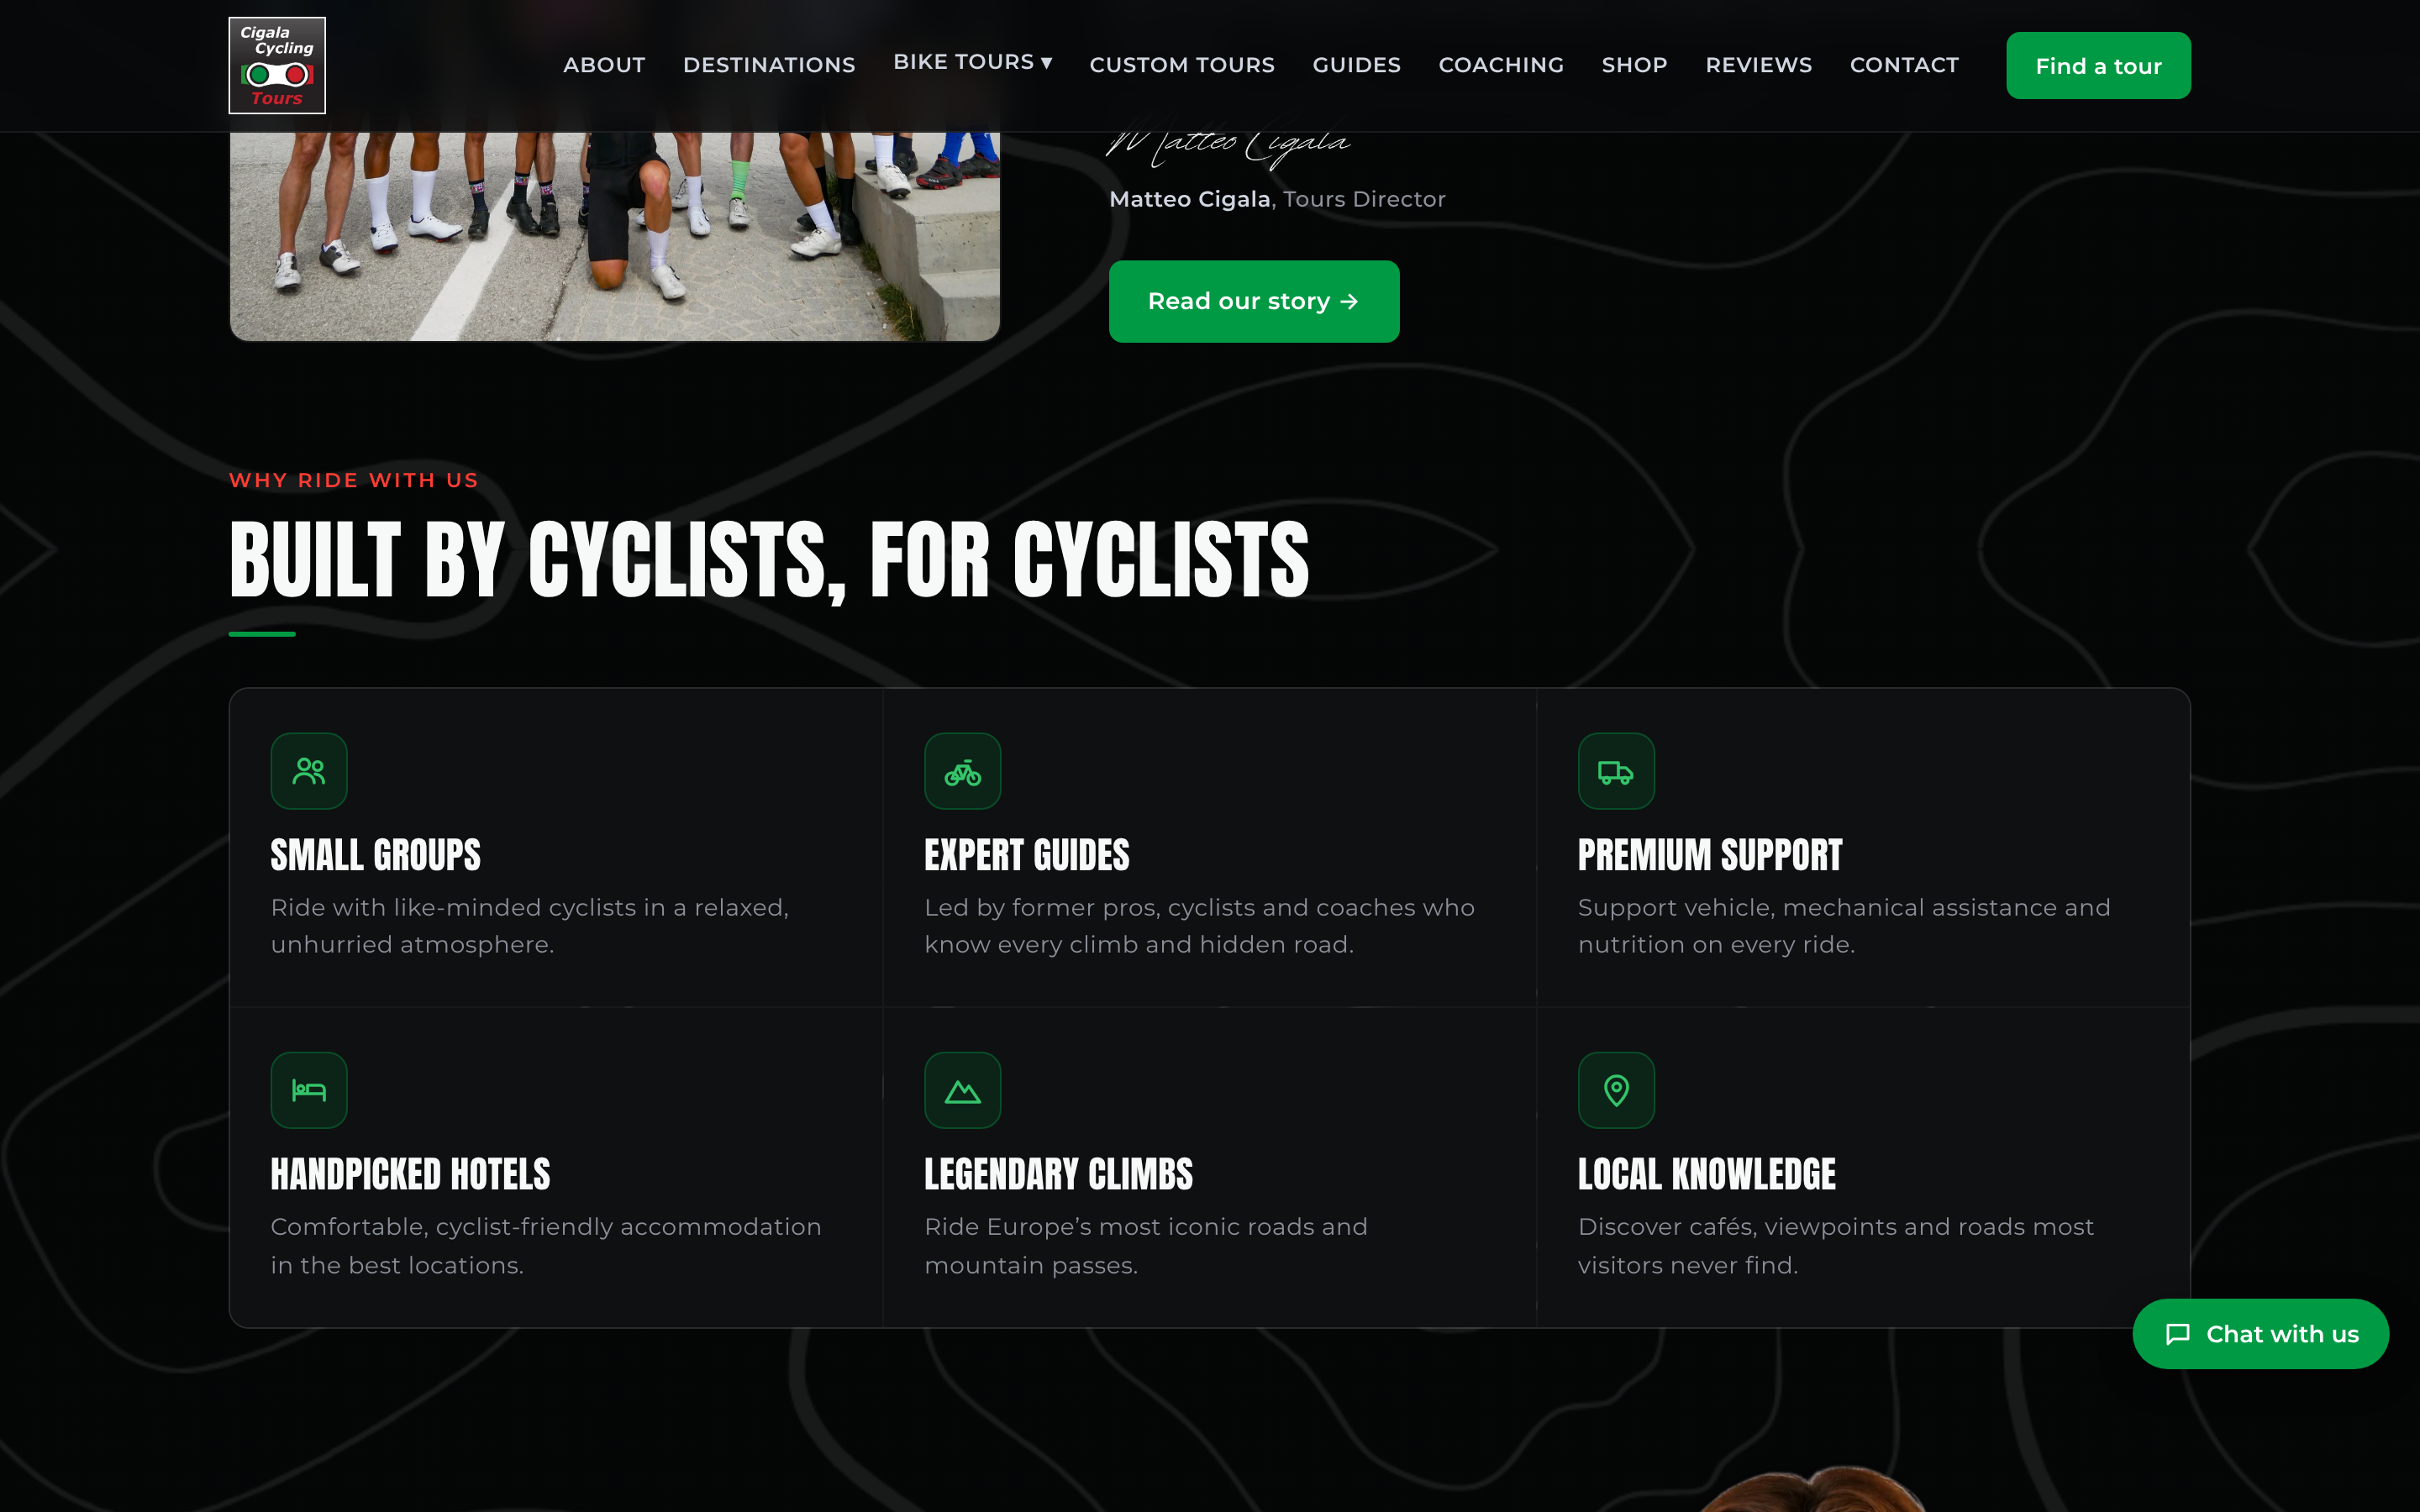 Cigala
Cycling
Tours
ABOUT
DESTINATIONS
BIKE TOURS ▾
CUSTOM TOURS
GUIDES
COACHING
SHOP
REVIEWS
CONTACT
Find a tour
Matteo Cigala
Matteo Cigala, Tours Director
Read our story →
WHY RIDE WITH US
BUILT BY CYCLISTS, FOR CYCLISTS
SMALL GROUPS
Ride with like-minded cyclists in a relaxed,
unhurried atmosphere.
EXPERT GUIDES
Led by former pros, cyclists and coaches who
know every climb and hidden road.
PREMIUM SUPPORT
Support vehicle, mechanical assistance and
nutrition on every ride.
HANDPICKED HOTELS
Comfortable, cyclist-friendly accommodation
in the best locations.
LEGENDARY CLIMBS
Ride Europe’s most iconic roads and
mountain passes.
LOCAL KNOWLEDGE
Discover cafés, viewpoints and roads most
visitors never find.
Chat with us